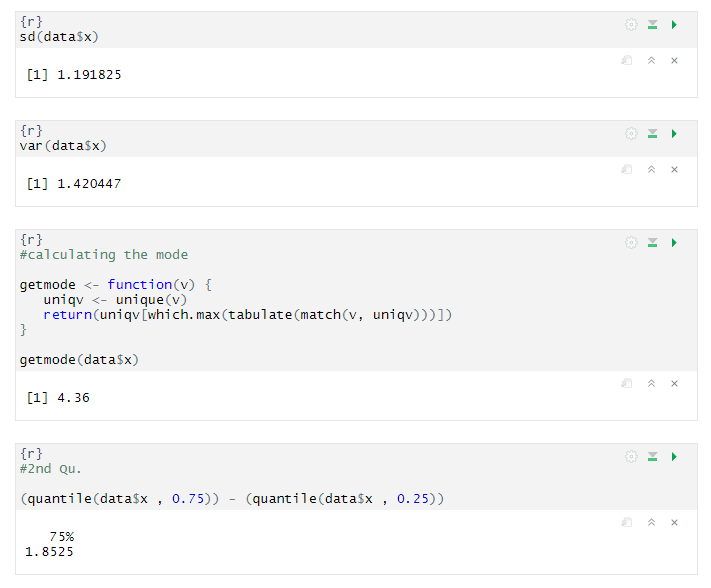 {r}
sd(data$x)
[1] 1.191825
{r}
var(data$x)
[1] 1.420447
{r}
#calculating the mode
getmode <- function(v) {
   uniqv <- unique(v)
   return(uniqv[which.max(tabulate(match(v, uniqv)))])
}
getmode(data$x)
[1] 4.36
{r}
#2nd Qu.
(quantile(data$x , 0.75)) - (quantile(data$x , 0.25))
   75%
1.8525